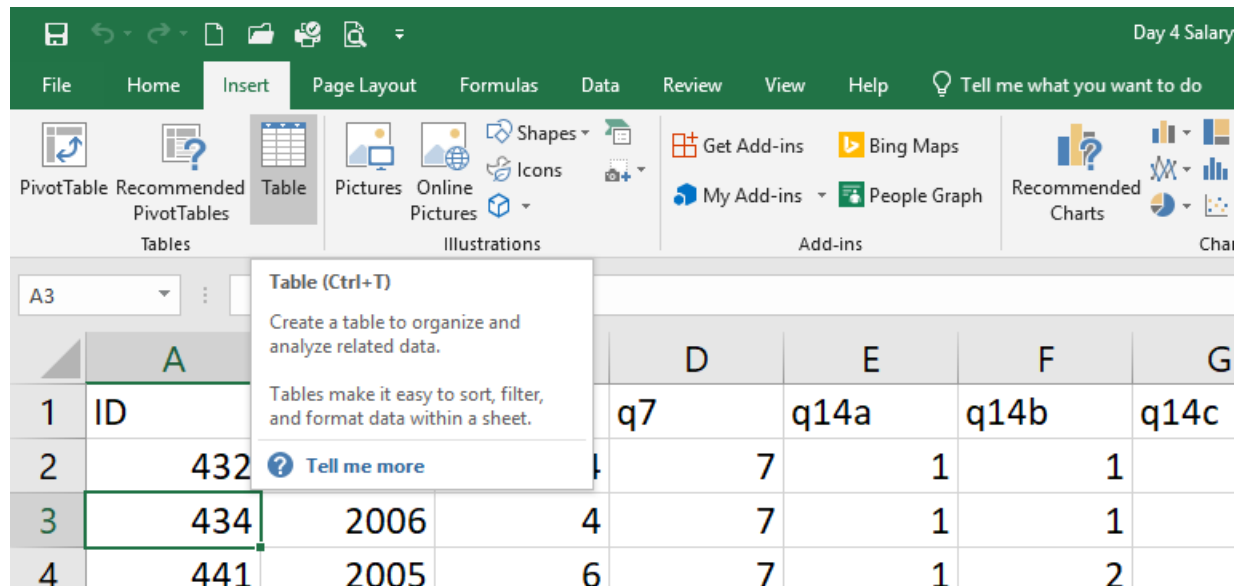 Day 4 Salary
File Home Insert Page Layout Formulas Data Review View Help Tell me what you want to do
PivotTable Recommended PivotTables Table Pictures Online Pictures Shapes Icons Get Add-ins My Add-ins Bing Maps People Graph Recommended Charts
Tables Illustrations Add-ins
A3
Table (Ctrl+T)
Create a table to organize and
analyze related data.
Tables make it easy to sort, filter,
and format data within a sheet.
Tell me more
A D E F G
1 ID q7 q14a q14b q14c
2 432 7 1 1
3 434 2006 4 7 1 1
4 441 2005 6 7 1 2